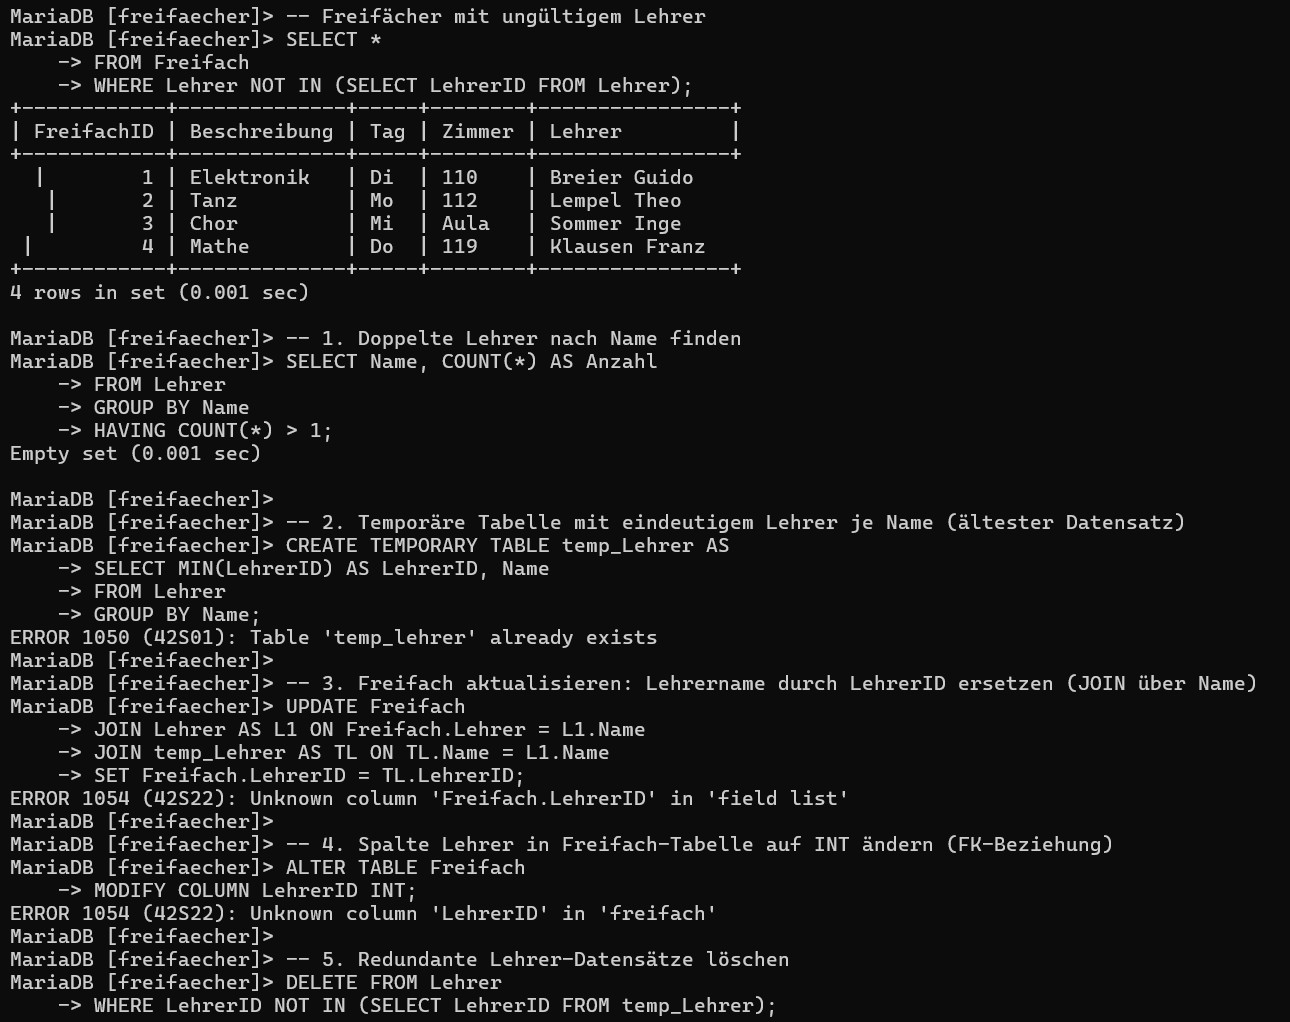 MariaDB [freifaecher]> -- Freifächer mit ungültigem Lehrer
MariaDB [freifaecher]> SELECT *
    -> FROM Freifach
    -> WHERE Lehrer NOT IN (SELECT LehrerID FROM Lehrer);
+------------+--------------+-----+--------+----------------+
| FreifachID | Beschreibung | Tag | Zimmer | Lehrer         |
+------------+--------------+-----+--------+----------------+
  |        1 | Elektronik   | Di  | 110    | Breier Guido
   |       2 | Tanz         | Mo  | 112    | Lempel Theo
   |       3 | Chor         | Mi  | Aula   | Sommer Inge
 |         4 | Mathe        | Do  | 119    | Klausen Franz
+------------+--------------+-----+--------+----------------+
4 rows in set (0.001 sec)

MariaDB [freifaecher]> -- 1. Doppelte Lehrer nach Name finden
MariaDB [freifaecher]> SELECT Name, COUNT(*) AS Anzahl
    -> FROM Lehrer
    -> GROUP BY Name
    -> HAVING COUNT(*) > 1;
Empty set (0.001 sec)

MariaDB [freifaecher]>
MariaDB [freifaecher]> -- 2. Temporäre Tabelle mit eindeutigem Lehrer je Name (ältester Datensatz)
MariaDB [freifaecher]> CREATE TEMPORARY TABLE temp_Lehrer AS
    -> SELECT MIN(LehrerID) AS LehrerID, Name
    -> FROM Lehrer
    -> GROUP BY Name;
ERROR 1050 (42S01): Table 'temp_lehrer' already exists
MariaDB [freifaecher]>
MariaDB [freifaecher]> -- 3. Freifach aktualisieren: Lehrername durch LehrerID ersetzen (JOIN über Name)
MariaDB [freifaecher]> UPDATE Freifach
    -> JOIN Lehrer AS L1 ON Freifach.Lehrer = L1.Name
    -> JOIN temp_Lehrer AS TL ON TL.Name = L1.Name
    -> SET Freifach.LehrerID = TL.LehrerID;
ERROR 1054 (42S22): Unknown column 'Freifach.LehrerID' in 'field list'
MariaDB [freifaecher]>
MariaDB [freifaecher]> -- 4. Spalte Lehrer in Freifach-Tabelle auf INT ändern (FK-Beziehung)
MariaDB [freifaecher]> ALTER TABLE Freifach
    -> MODIFY COLUMN LehrerID INT;
ERROR 1054 (42S22): Unknown column 'LehrerID' in 'freifach'
MariaDB [freifaecher]>
MariaDB [freifaecher]> -- 5. Redundante Lehrer-Datensätze löschen
MariaDB [freifaecher]> DELETE FROM Lehrer
    -> WHERE LehrerID NOT IN (SELECT LehrerID FROM temp_Lehrer);